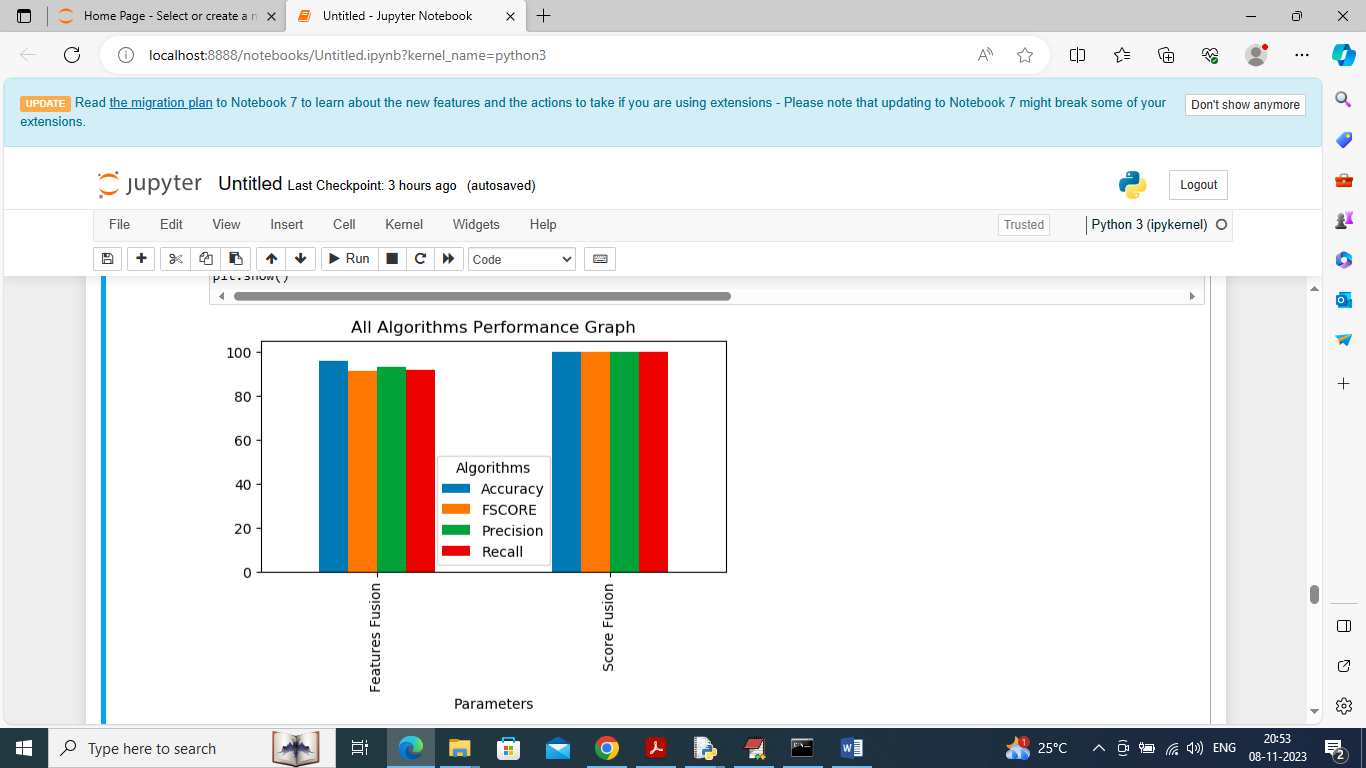 Home Page - Select or create a n
Untitled - Jupyter Notebook
localhost:8888/notebooks/Untitled.ipynb?kernel_name=python3
UPDATE Read the migration plan to Notebook 7 to learn about the new features and the actions to take if you are using extensions - Please note that updating to Notebook 7 might break some of your
extensions.
Don't show anymore
jupyter Untitled Last Checkpoint: 3 hours ago (autosaved)
Logout
File Edit View Insert Cell Kernel Widgets Help
Trusted
Python 3 (ipykernel)
Run
Code
plt.show()
All Algorithms Performance Graph
100
80
60
40
20
0
Algorithms
Accuracy
FSCORE
Precision
Recall
Features Fusion
Score Fusion
Parameters
Type here to search
1
25°C
ENG
20:53
08-11-2023
2